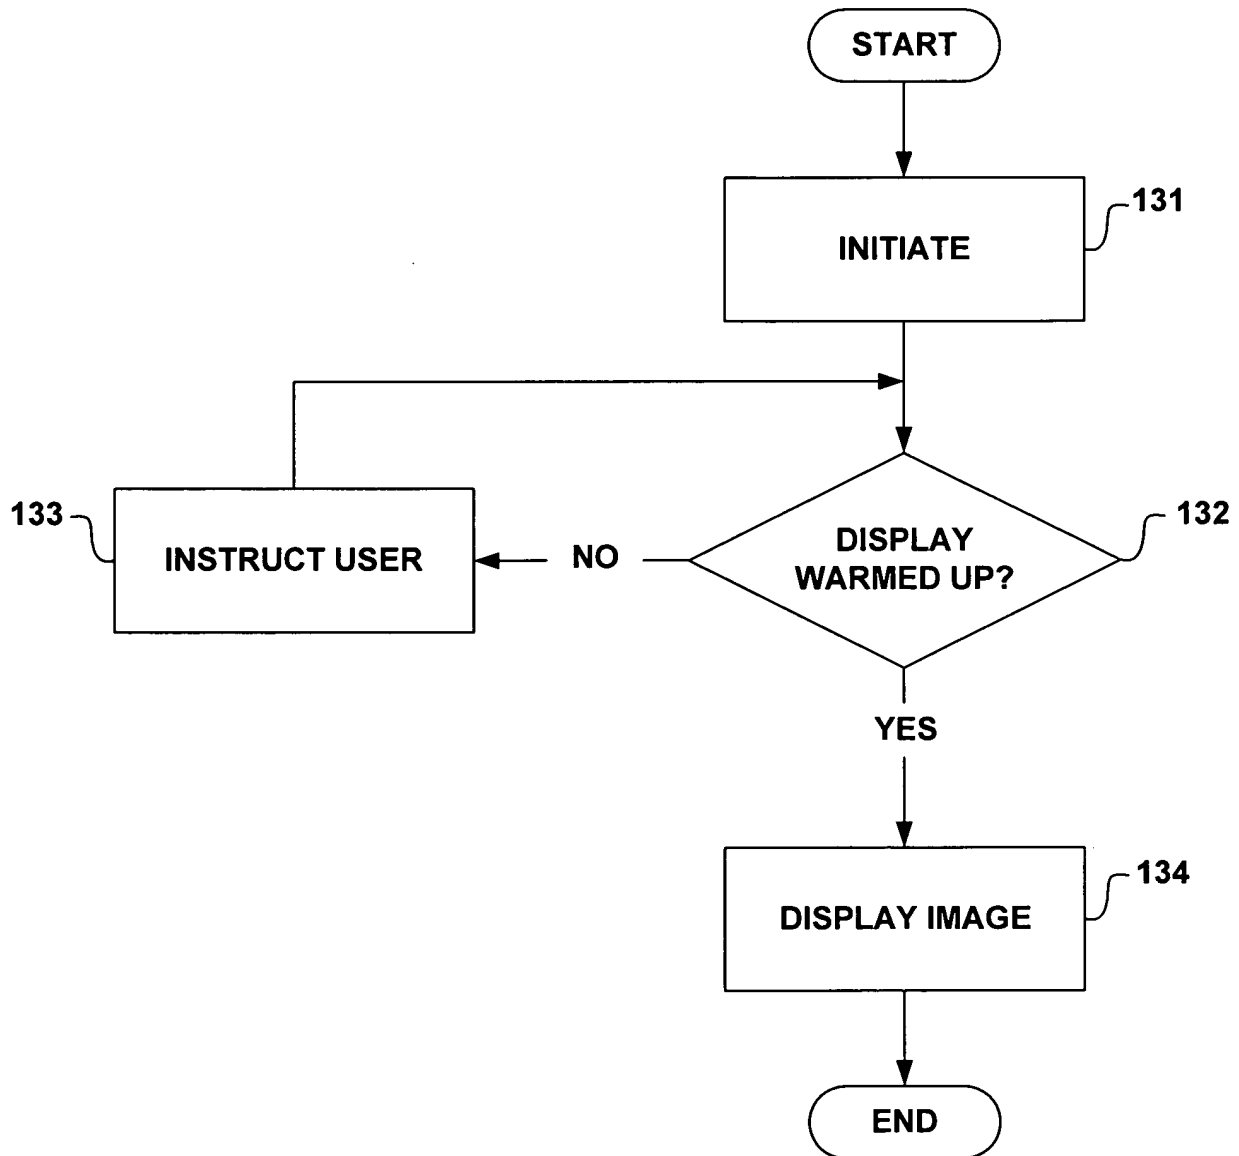 START
131
INITIATE
133
INSTRUCT USER
NO
DISPLAY
WARMED UP?
132
YES
134
DISPLAY IMAGE
END